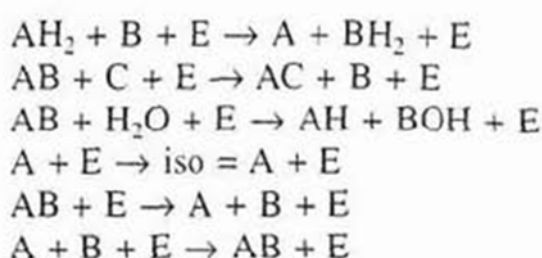 AH₂ + B + E → A + BH₂ + E
AB + C + E → AC + B + E
AB + H₂O + E → AH + BOH + E
A + E → iso = A + E
AB + E → A + B + E
A + B + E → AB + E